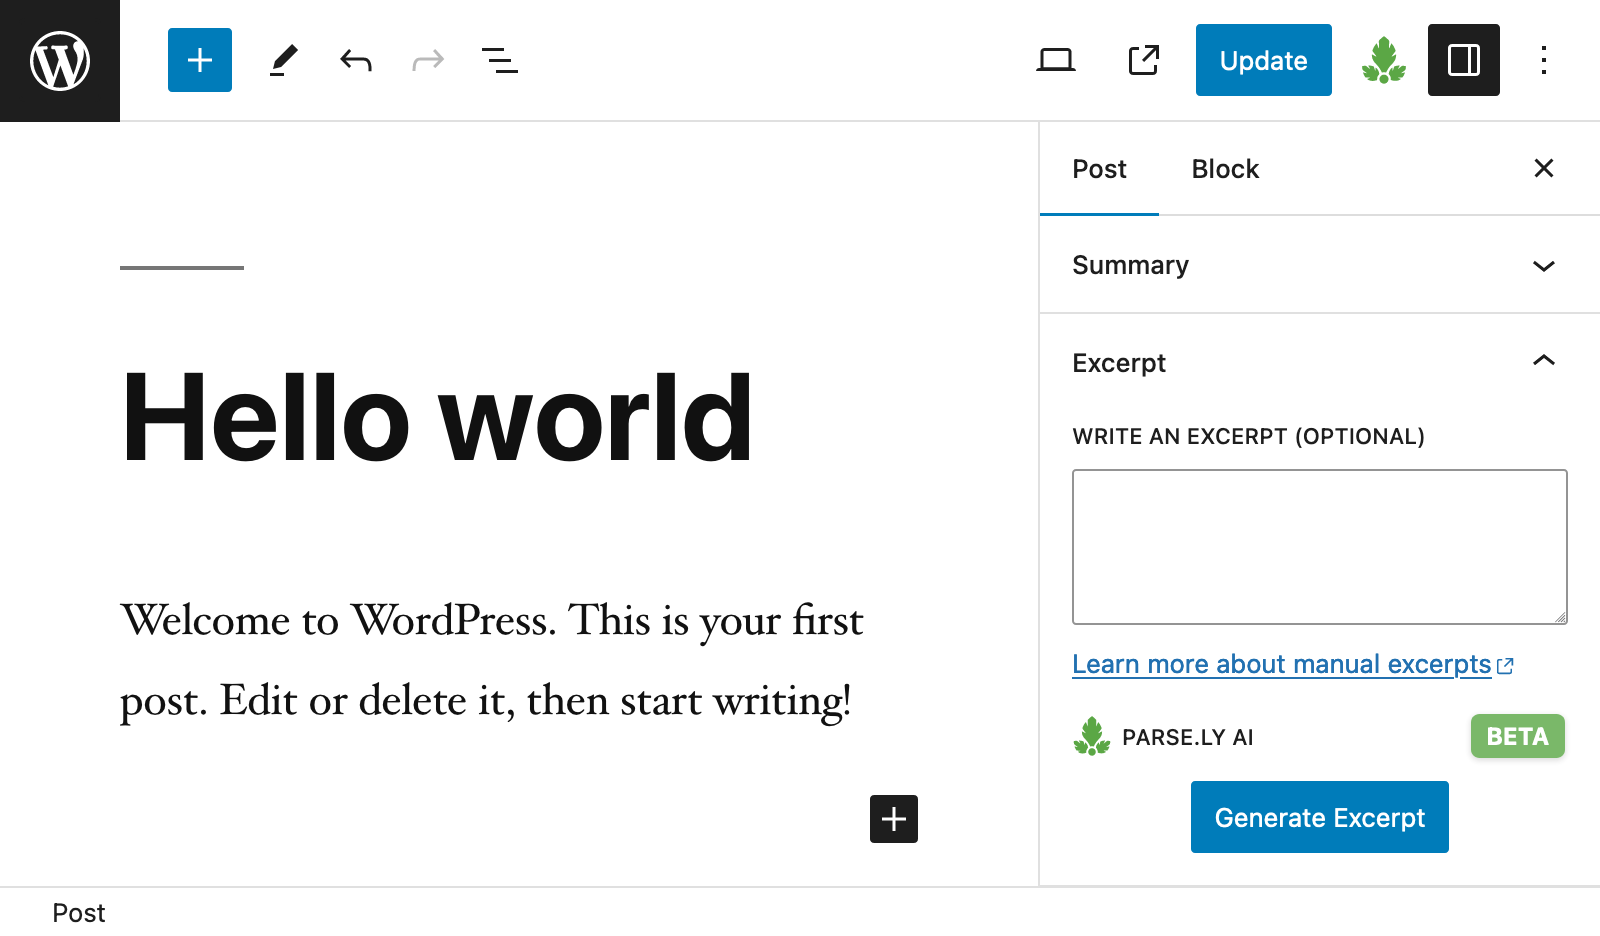 Update
Post
Block
Summary
Hello world
Excerpt
WRITE AN EXCERPT (OPTIONAL)
Welcome to WordPress. This is your first
post. Edit or delete it, then start writing!
Learn more about manual excerpts
PARSE.LY AI
BETA
Generate Excerpt
Post